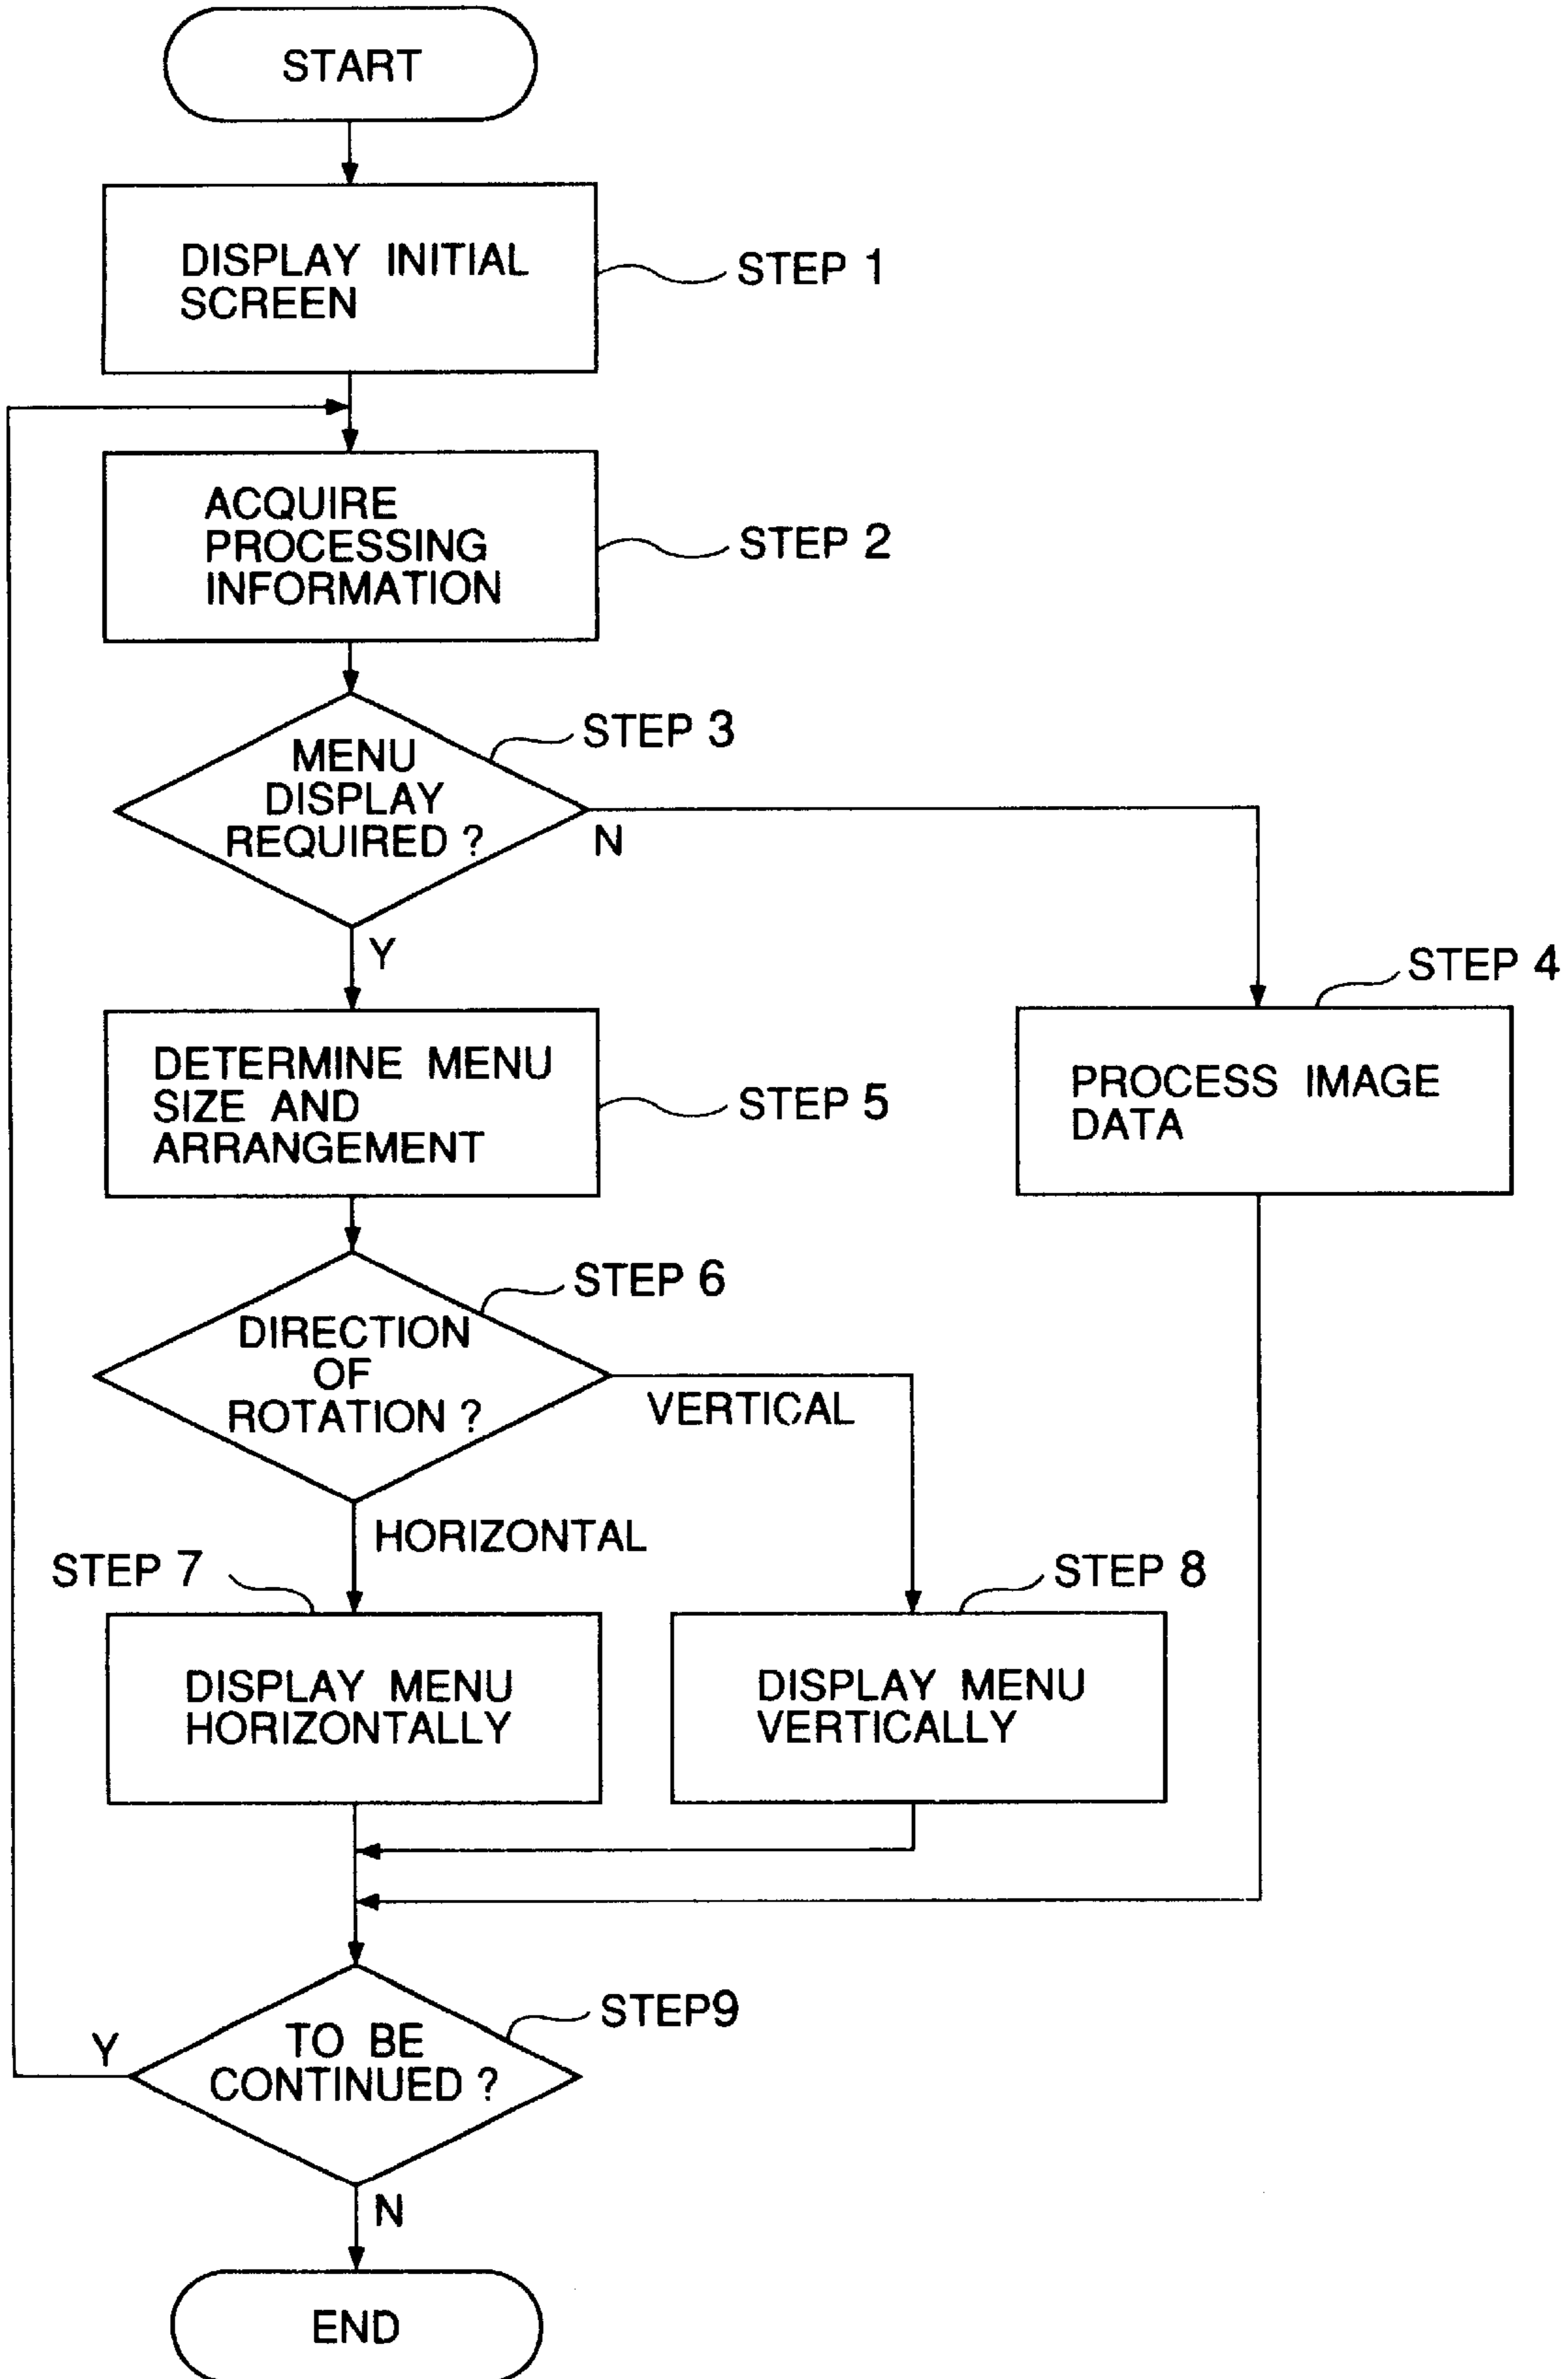 START
DISPLAY INITIAL
SCREEN
STEP 1
ACQUIRE
PROCESSING
INFORMATION
STEP 2
STEP 3
MENU
DISPLAY
REQUIRED ?
N
Y
STEP 4
PROCESS IMAGE
DATA
DETERMINE MENU
SIZE AND
ARRANGEMENT
STEP 5
STEP 6
DIRECTION
OF
ROTATION ?
VERTICAL
HORIZONTAL
STEP 7
DISPLAY MENU
HORIZONTALLY
STEP 8
DISPLAY MENU
VERTICALLY
STEP9
TO BE
CONTINUED ?
Y
N
END